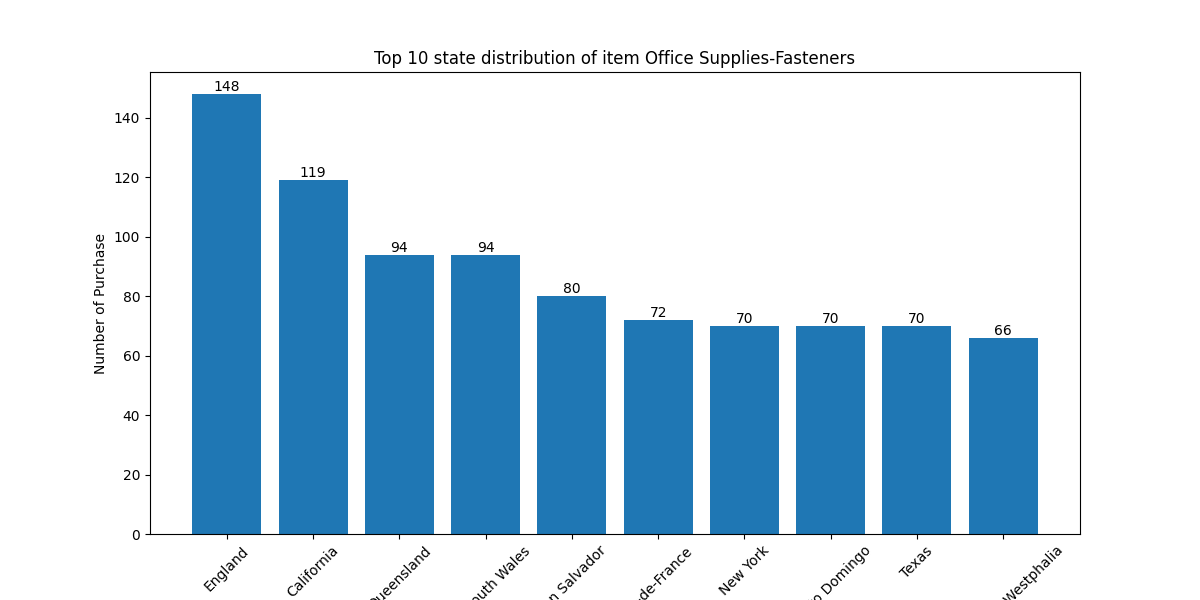 Top 10 state distribution of item Office Supplies-Fasteners
Number of Purchase
140
120
100
80
60
40
20
0
148
119
94
94
80
72
70
70
70
66
England
California
Queensland
outh Wales
n Salvador
de-France
New York
o Domingo
Texas
Westphalia